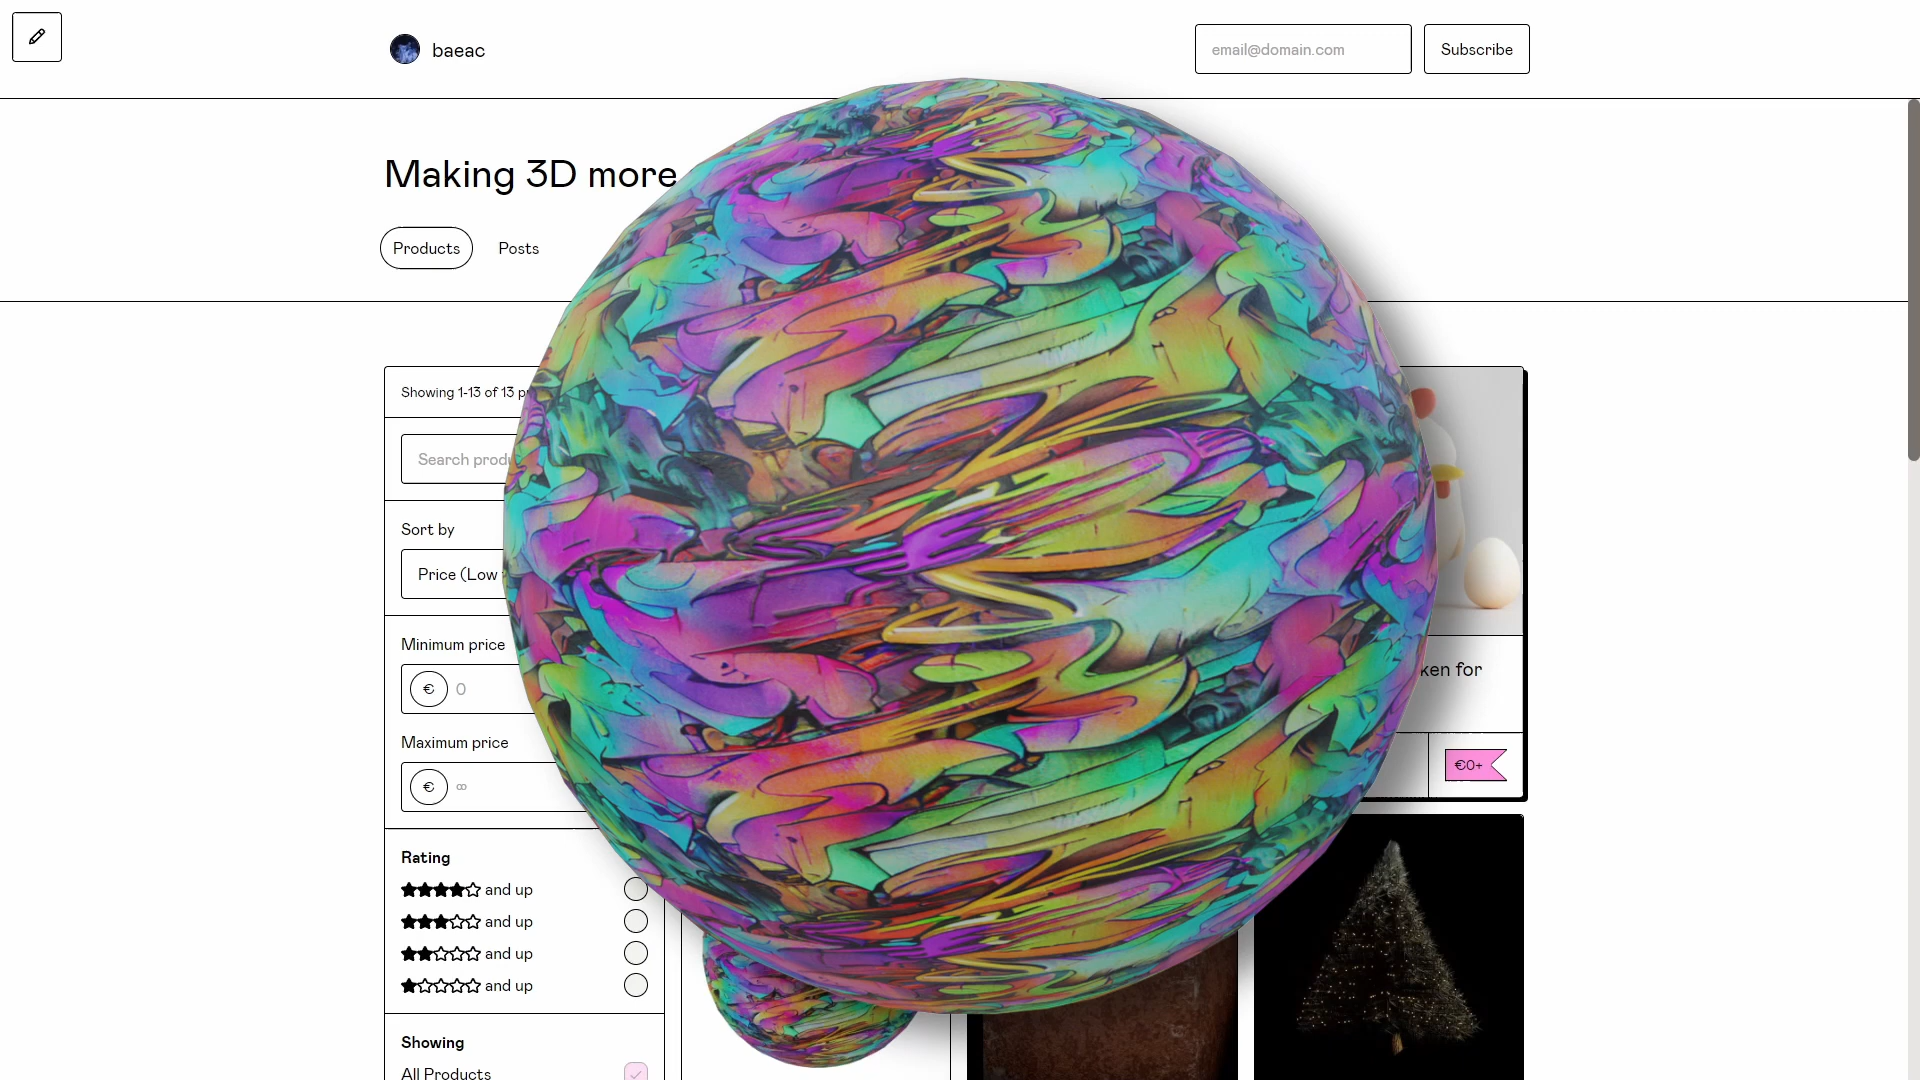 baeac
email@domain.com
Subscribe
Making 3D more
Products
Posts
Showing 1-13 of 13
Search
Sort by
Price (Low
Minimum price
€ 0
Maximum price
€ ∞
for
€0+
Rating
and up
and up
and up
and up
Showing
All Products